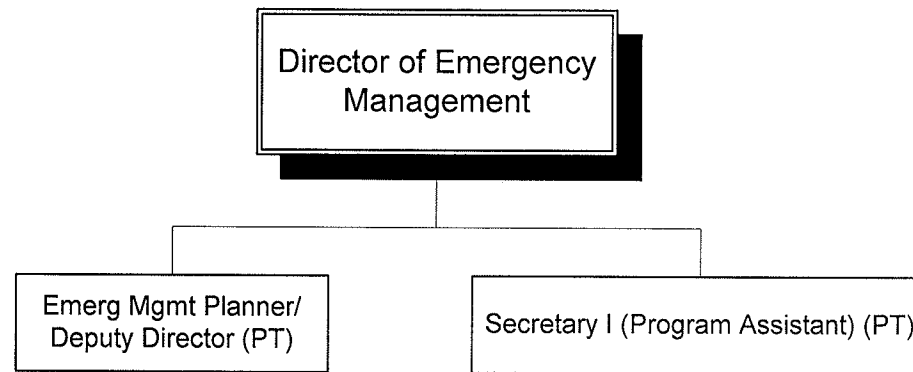 Director of Emergency
Management
Emerg Mgmt Planner/
Deputy Director (PT)
Secretary I (Program Assistant) (PT)